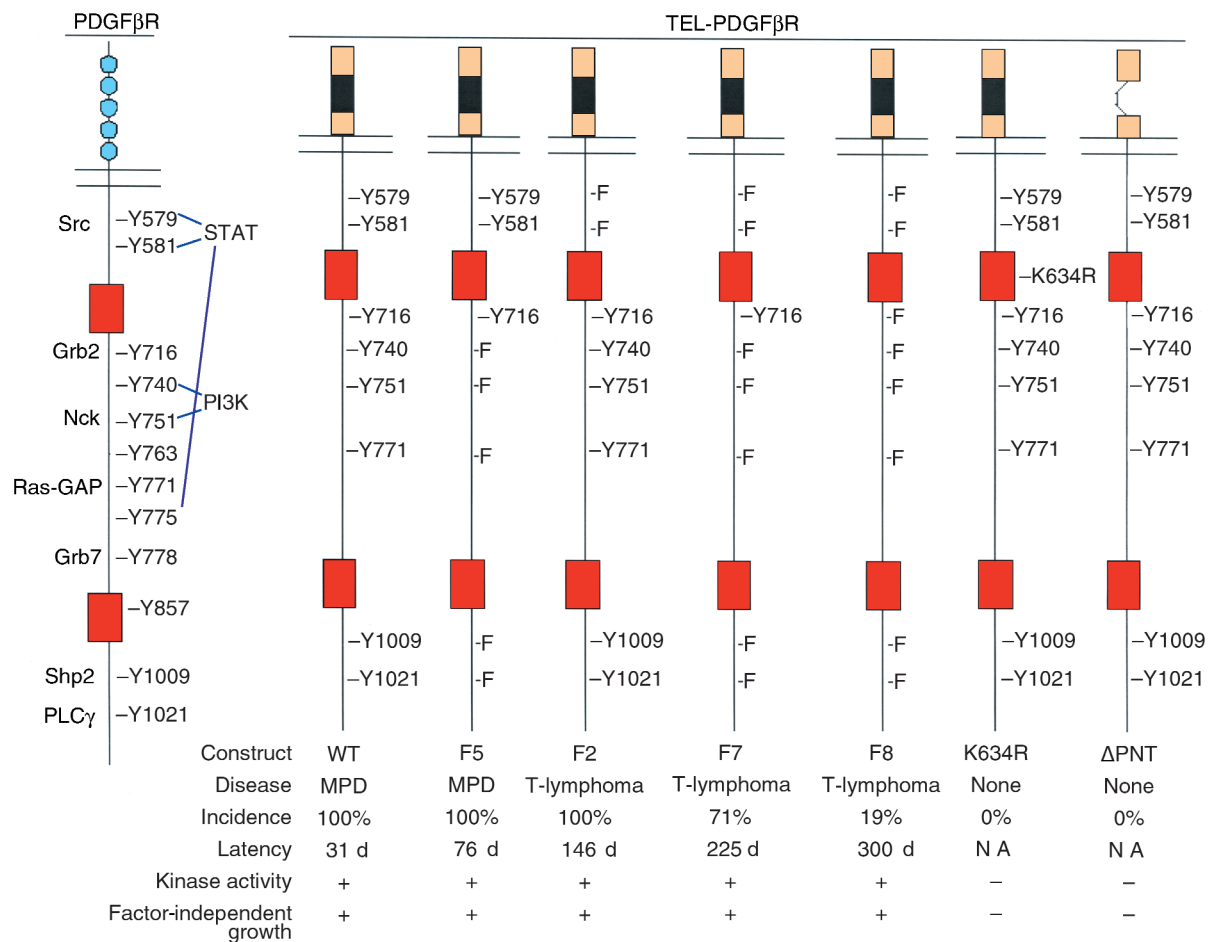 PDGFβR
TEL-PDGFβR
Src
–Y579
–Y581
STAT
Grb2
–Y716
–Y740
PI3K
Nck
–Y751
–Y763
Ras-GAP
–Y771
–Y775
Grb7
–Y778
–Y857
Shp2
–Y1009
PLCγ
–Y1021
–Y579 –Y579 -F -F -F –Y579 –Y579
–Y581 –Y581 -F -F -F –Y581 –Y581
–K634R
–Y716 –Y716 –Y716 –Y716 -F –Y716 –Y716
–Y740 -F –Y740 -F -F –Y740 –Y740
–Y751 -F –Y751 -F -F –Y751 –Y751
–Y771 -F –Y771 -F -F –Y771 –Y771
–Y1009 -F –Y1009 -F -F –Y1009 –Y1009
–Y1021 -F –Y1021 -F -F –Y1021 –Y1021
Construct WT F5 F2 F7 F8 K634R ΔPNT
Disease MPD MPD T-lymphoma T-lymphoma T-lymphoma None None
Incidence 100% 100% 100% 71% 19% 0% 0%
Latency 31 d 76 d 146 d 225 d 300 d N A N A
Kinase activity + + + + + – –
Factor-independent + + + + + – –
growth